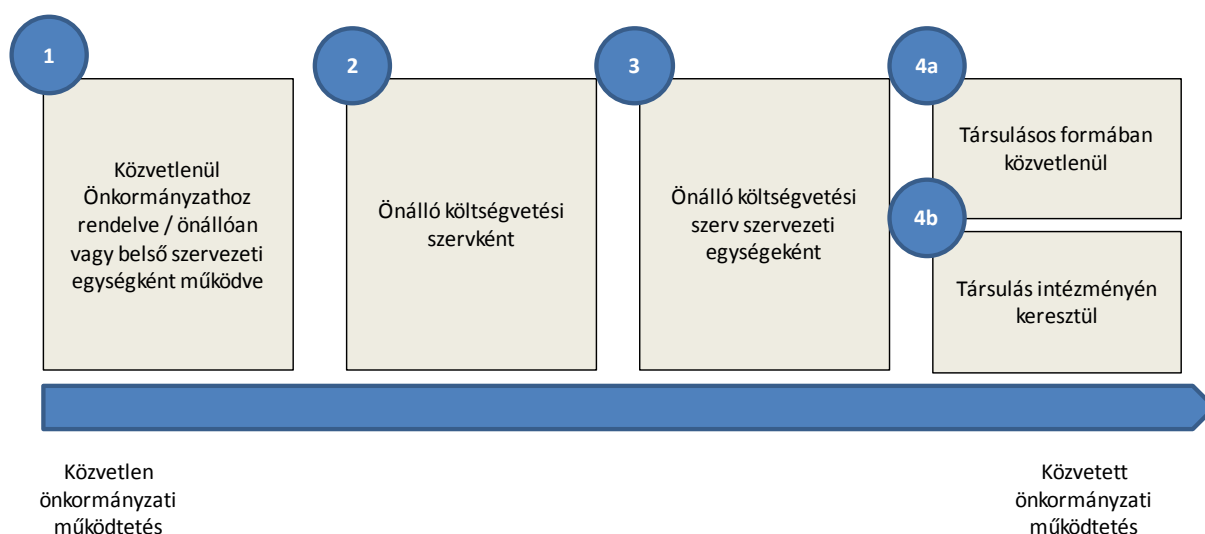 1
Közvetlenül
Önkormányzathoz
rendelve / önállóan
vagy belső szervezeti
egységként működve
2
Önálló költségvetési
szervként
3
Önálló költségvetési
szerv szervezeti
egységeként
4a
Társulásos formában
közvetlenül
4b
Társulás intézményén
keresztül
Közvetlen
önkormányzati
működtetés
Közvetett
önkormányzati
működtetés